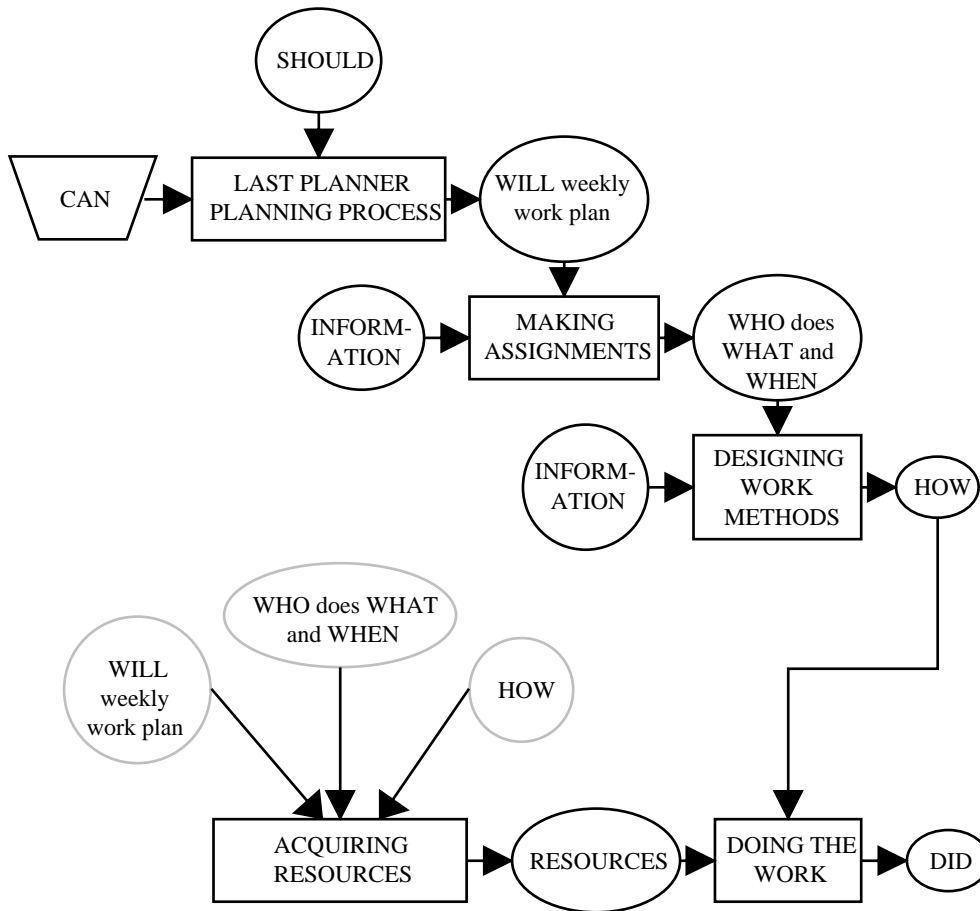 SHOULD
CAN
LAST PLANNER
PLANNING PROCESS
WILL weekly
work plan
INFORM-
ATION
MAKING
ASSIGNMENTS
WHO does
WHAT and
WHEN
INFORM-
ATION
DESIGNING
WORK
METHODS
HOW
WHO does WHAT
and WHEN
WILL
weekly
work plan
HOW
ACQUIRING
RESOURCES
RESOURCES
DOING THE
WORK
DID